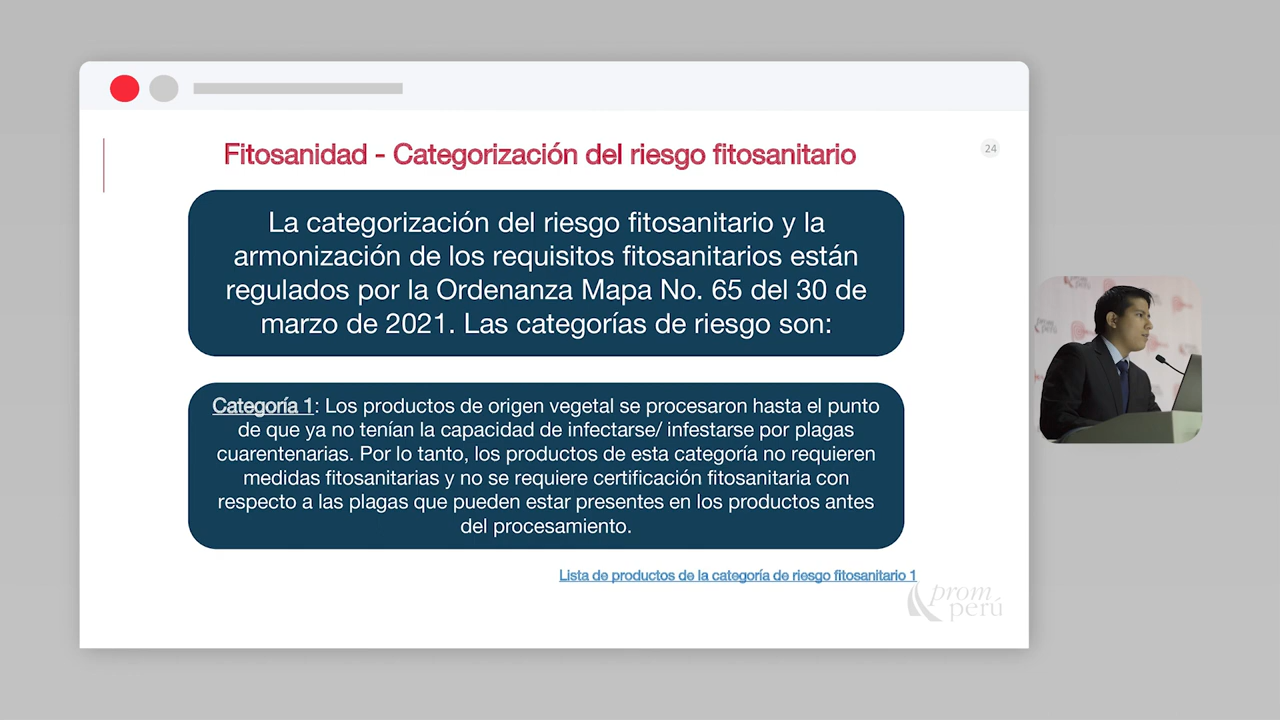 Fitosanidad - Categorización del riesgo fitosanitario
24
La categorización del riesgo fitosanitario y la
armonización de los requisitos fitosanitarios están
regulados por la Ordenanza Mapa No. 65 del 30 de
marzo de 2021. Las categorías de riesgo son:
Categoría 1: Los productos de origen vegetal se procesaron hasta el punto
de que ya no tenían la capacidad de infectarse/ infestarse por plagas
cuarentenarias. Por lo tanto, los productos de esta categoría no requieren
medidas fitosanitarias y no se requiere certificación fitosanitaria con
respecto a las plagas que pueden estar presentes en los productos antes
del procesamiento.
Lista de productos de la categoría de riesgo fitosanitario 1
prom
perú